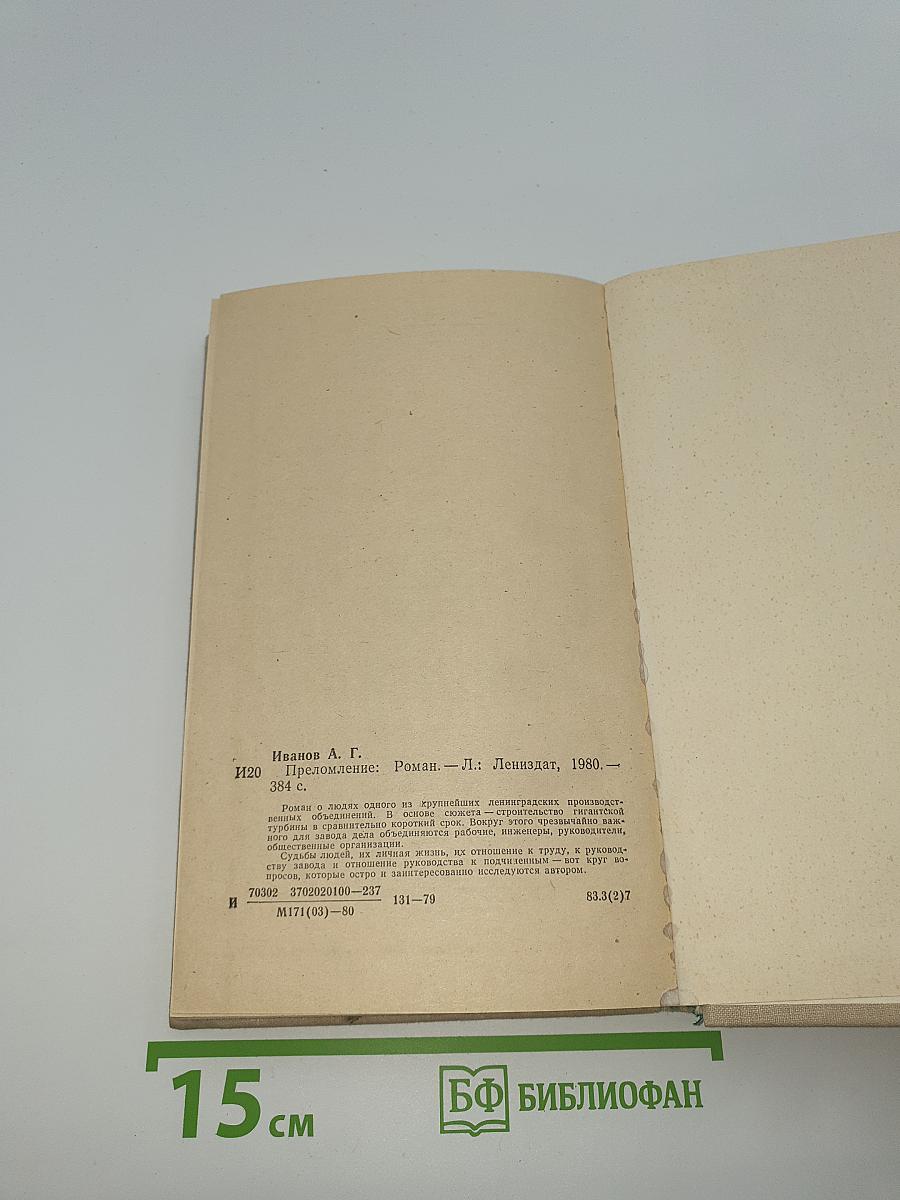 Иванов А. Г.
И20 Преломление: Роман. — Л.: Лениздат, 1980. —
384 с.
Роман о людях одного из крупнейших ленинградских производст-
венных объединений. В основе сюжета — строительство гигантской
турбины в сравнительно короткий срок. Вокруг этого чрезвычайно важ-
ного для завода дела объединяются рабочие, инженеры, руководители,
общественные организации.
Судьбы людей, их личная жизнь, их отношение к труду, к руковод-
ству завода и отношение руководства к подчиненным — вот круг во-
просов, которые остро и заинтересованно исследуются автором.
И 70302 3702020100—237 131—79 83.3(2)7
М171(03)—80
15 см
БФ БИБЛИОФАН